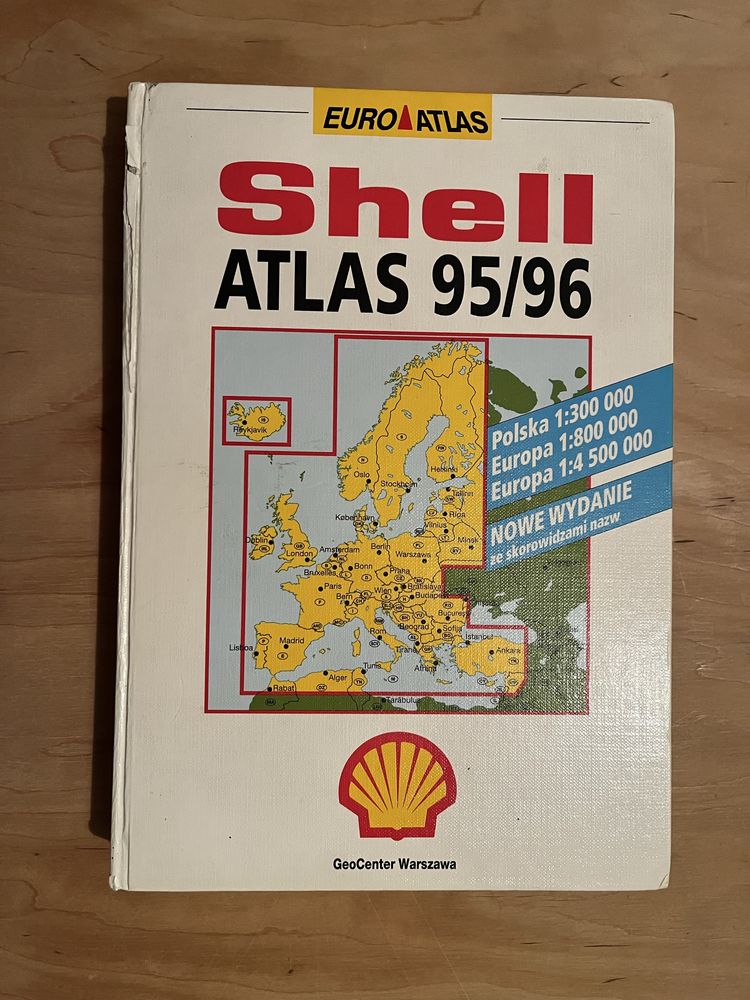 EURO ATLAS
Shell
ATLAS 95/96
Polska 1:300 000
Europa 1:800 000
Europa 1:4 500 000
NOWE WYDANIE
ze skorowidzami nazw
Reykjavik
Oslo
Helsinki
Stockholm
Tallinn
Riga
København
Vilnius
Dublin
Minsk
London
Amsterdam
Berlin
Warszawa
Bruxelles
Bonn
Praha
Paris
Wien
Bratislava
Bern
Budapest
Bucureşti
Beograd
Rom
Sofija
Istanbul
Lisboa
Madrid
Tirana
Ankara
Athina
Tunis
Alger
Rabat
Tarābulus
GeoCenter Warszawa